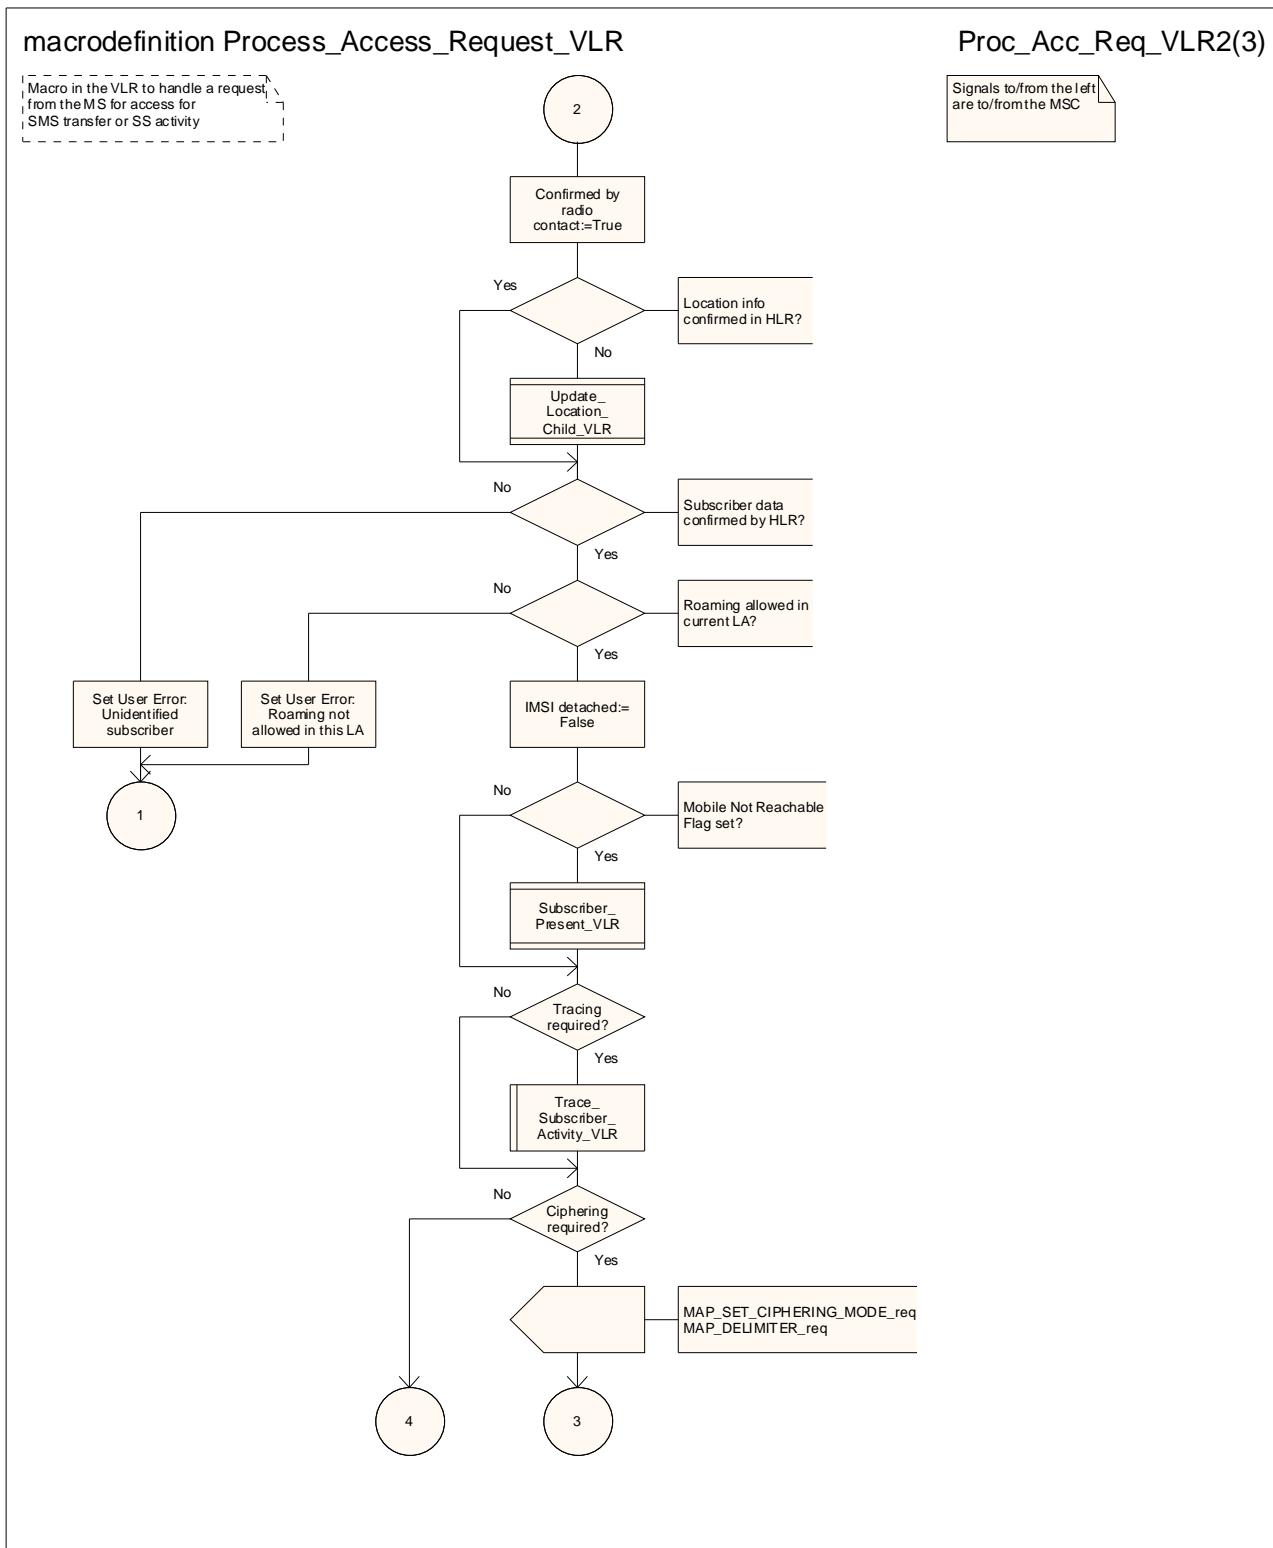 macrodefinition Process_Access_Request_VLR
Proc_Acc_Req_VLR2(3)
Macro in the VLR to handle a request
from the MS for access for
SMS transfer or SS activity
2
Signals to/from the left
are to/from the MSC
Confirmed by
radio
contact:=True
Yes
Location info
confirmed in HLR?
No
Update_
Location_
Child_VLR
No
Subscriber data
confirmed by HLR?
Yes
No
Roaming allowed in
current LA?
Yes
Set User Error:
Unidentified
subscriber
Set User Error:
Roaming not
allowed in this LA
IMSI detached:=
False
1
No
Mobile Not Reachable
Flag set?
Yes
Subscriber_
Present_VLR
No
Tracing
required?
Yes
Trace_
Subscriber_
Activity_VLR
No
Ciphering
required?
Yes
MAP_SET_CIPHERING_MODE_req
MAP_DELIMITER_req
4
3